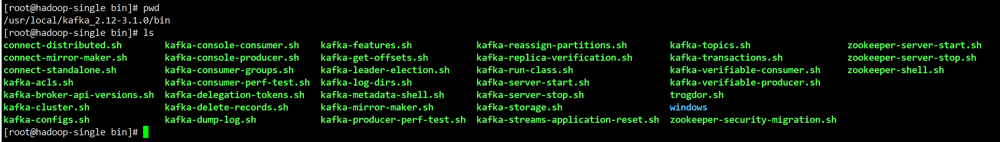 [root@hadoop-single bin]# pwd
/usr/local/kafka_2.12-3.1.0/bin
[root@hadoop-single bin]# ls
connect-distributed.sh kafka-console-consumer.sh kafka-features.sh kafka-reassign-partitions.sh kafka-topics.sh zookeeper-server-start.sh
connect-mirror-maker.sh kafka-console-producer.sh kafka-get-offsets.sh kafka-replica-verification.sh kafka-transactions.sh zookeeper-server-stop.sh
connect-standalone.sh kafka-consumer-groups.sh kafka-leader-election.sh kafka-run-class.sh kafka-verifiable-consumer.sh zookeeper-shell.sh
kafka-acls.sh kafka-consumer-perf-test.sh kafka-log-dirs.sh kafka-server-start.sh kafka-verifiable-producer.sh
kafka-broker-api-versions.sh kafka-delegation-tokens.sh kafka-metadata-shell.sh kafka-server-stop.sh trogdor.sh
kafka-cluster.sh kafka-delete-records.sh kafka-mirror-maker.sh kafka-storage.sh windows
kafka-configs.sh kafka-dump-log.sh kafka-producer-perf-test.sh kafka-streams-application-reset.sh zookeeper-security-migration.sh
[root@hadoop-single bin]#